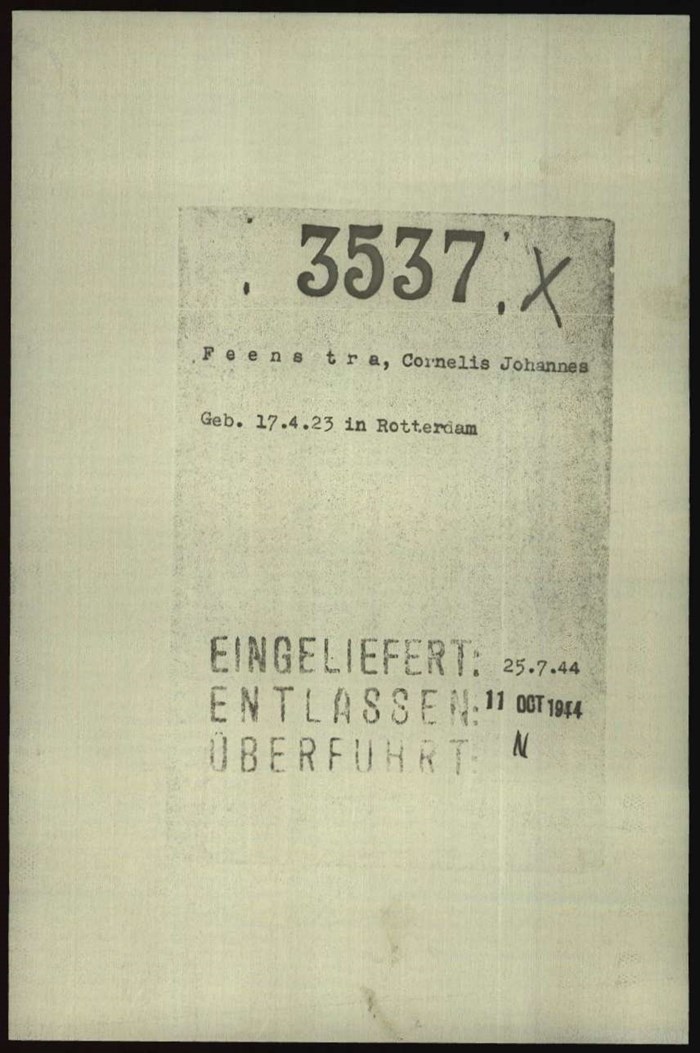 3537 X
F e e n s t r a, Cornelis Johannes
Geb. 17.4.23 in Rotterdam
EINGELIEFERT: 25.7.44
ENTLASSEN: 11 OCT 1944
ÜBERFUHRT: N